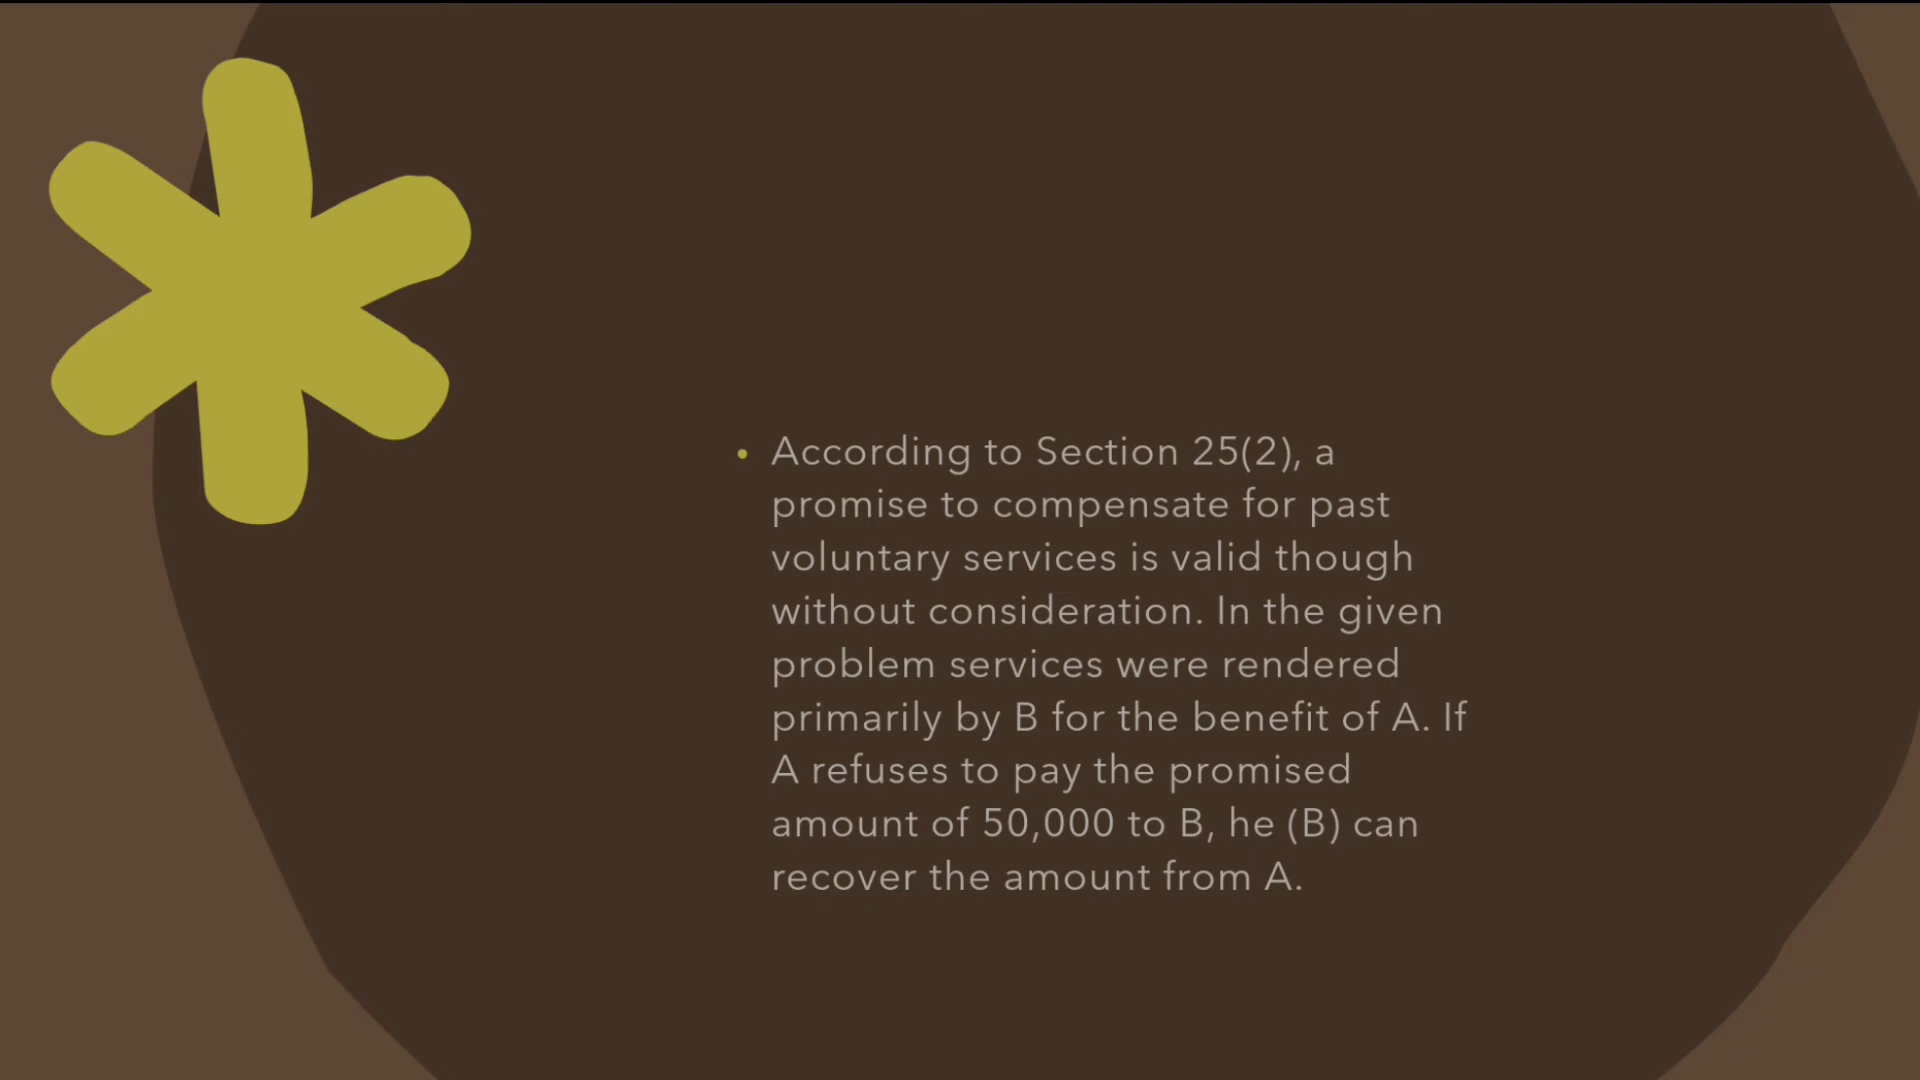 • According to Section 25(2), a
promise to compensate for past
voluntary services is valid though
without consideration. In the given
problem services were rendered
primarily by B for the benefit of A. If
A refuses to pay the promised
amount of 50,000 to B, he (B) can
recover the amount from A.